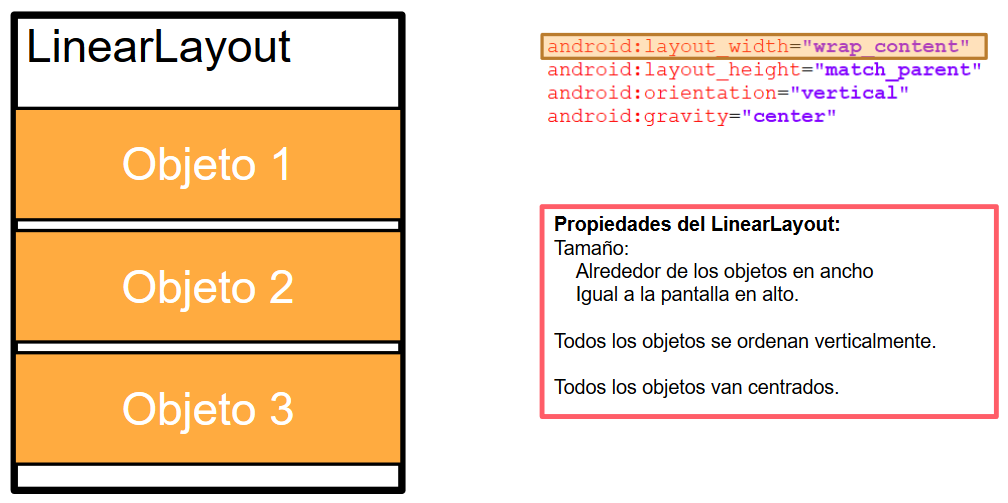 LinearLayout
Objeto 1
Objeto 2
Objeto 3
android:layout_width="wrap_content"
android:layout_height="match_parent"
android:orientation="vertical"
android:gravity="center"
Propiedades del LinearLayout:
Tamaño:
Alrededor de los objetos en ancho
Igual a la pantalla en alto.
Todos los objetos se ordenan verticalmente.
Todos los objetos van centrados.